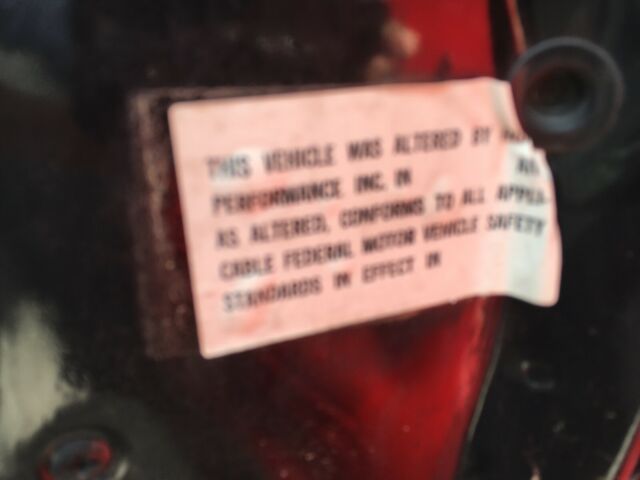 THIS VEHICLE WAS ALTERED BY
PERFORMANCE INC. IN
AS ALTERED, CONFORMS TO ALL APPLI-
CABLE FEDERAL MOTOR VEHICLE SAFETY
STANDARDS IN EFFECT IN